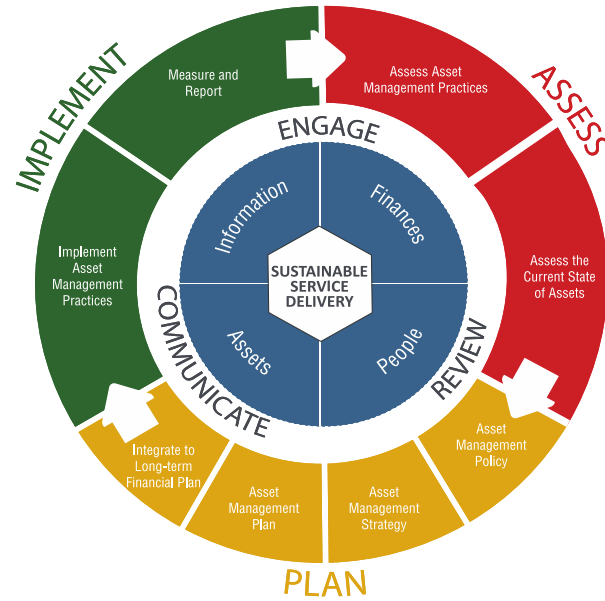 IMPLEMENT
Measure and
Report
Assess Asset
Management Practices
ASSESS
ENGAGE
Information
Finances
Implement
Asset
Management
Practices
SUSTAINABLE
SERVICE
DELIVERY
Assess the
Current State
of Assets
COMMUNICATE
Assets
People
REVIEW
Integrate to
Long-term
Financial Plan
Asset
Management
Plan
Asset
Management
Strategy
Asset
Management
Policy
PLAN